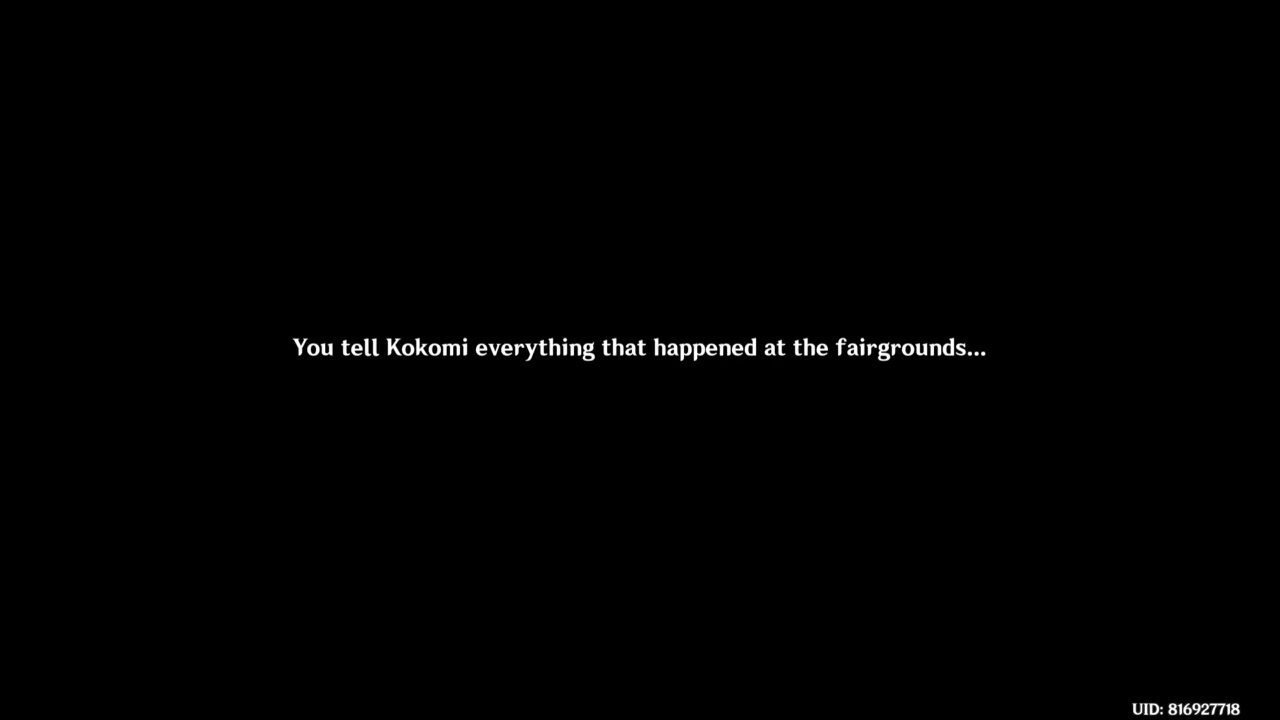 You tell Kokomi everything that happened at the fairgrounds...
UID: 816927718